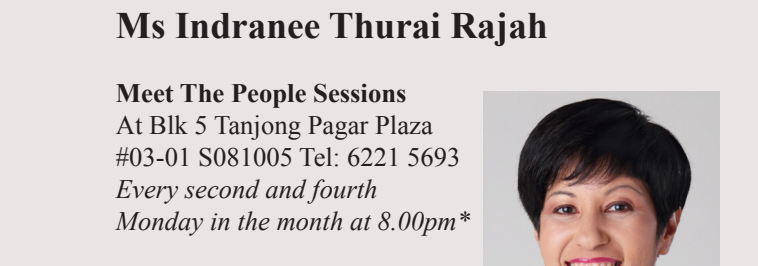 Ms Indranee Thurai Rajah
Meet The People Sessions
At Blk 5 Tanjong Pagar Plaza
#03-01 S081005 Tel: 6221 5693
Every second and fourth
Monday in the month at 8.00pm*